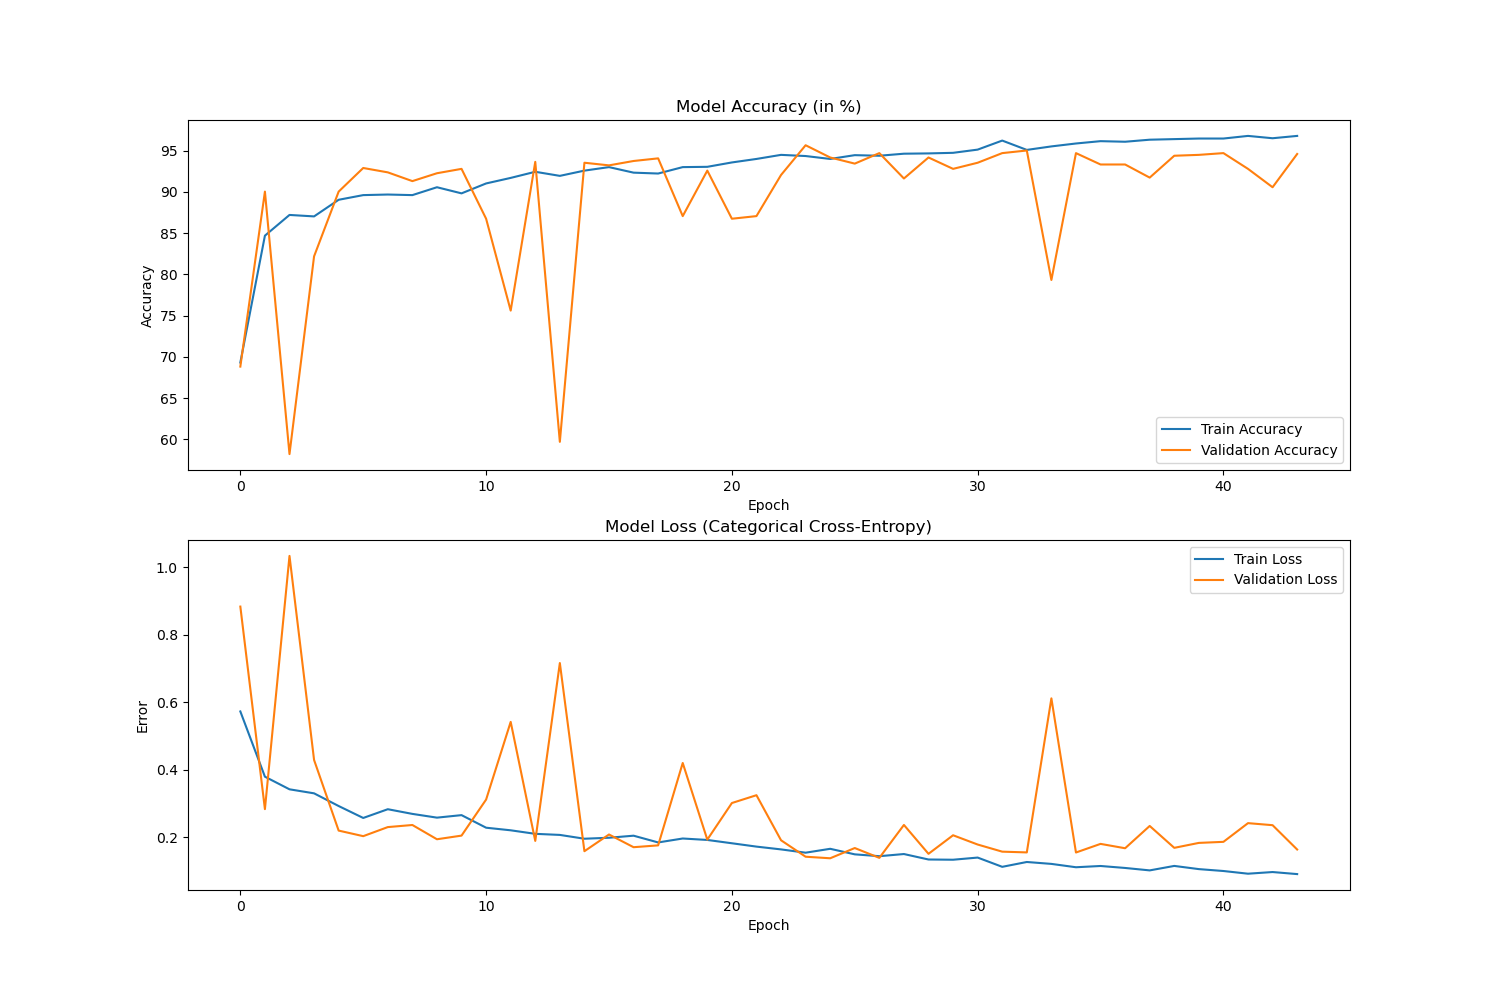 Model Accuracy (in %)
95
90
85
80
75
70
65
60
Accuracy
Train Accuracy
Validation Accuracy
0 10 20 30 40
Epoch
Model Loss (Categorical Cross-Entropy)
Train Loss
Validation Loss
1.0
0.8
0.6
0.4
0.2
Error
0 10 20 30 40
Epoch